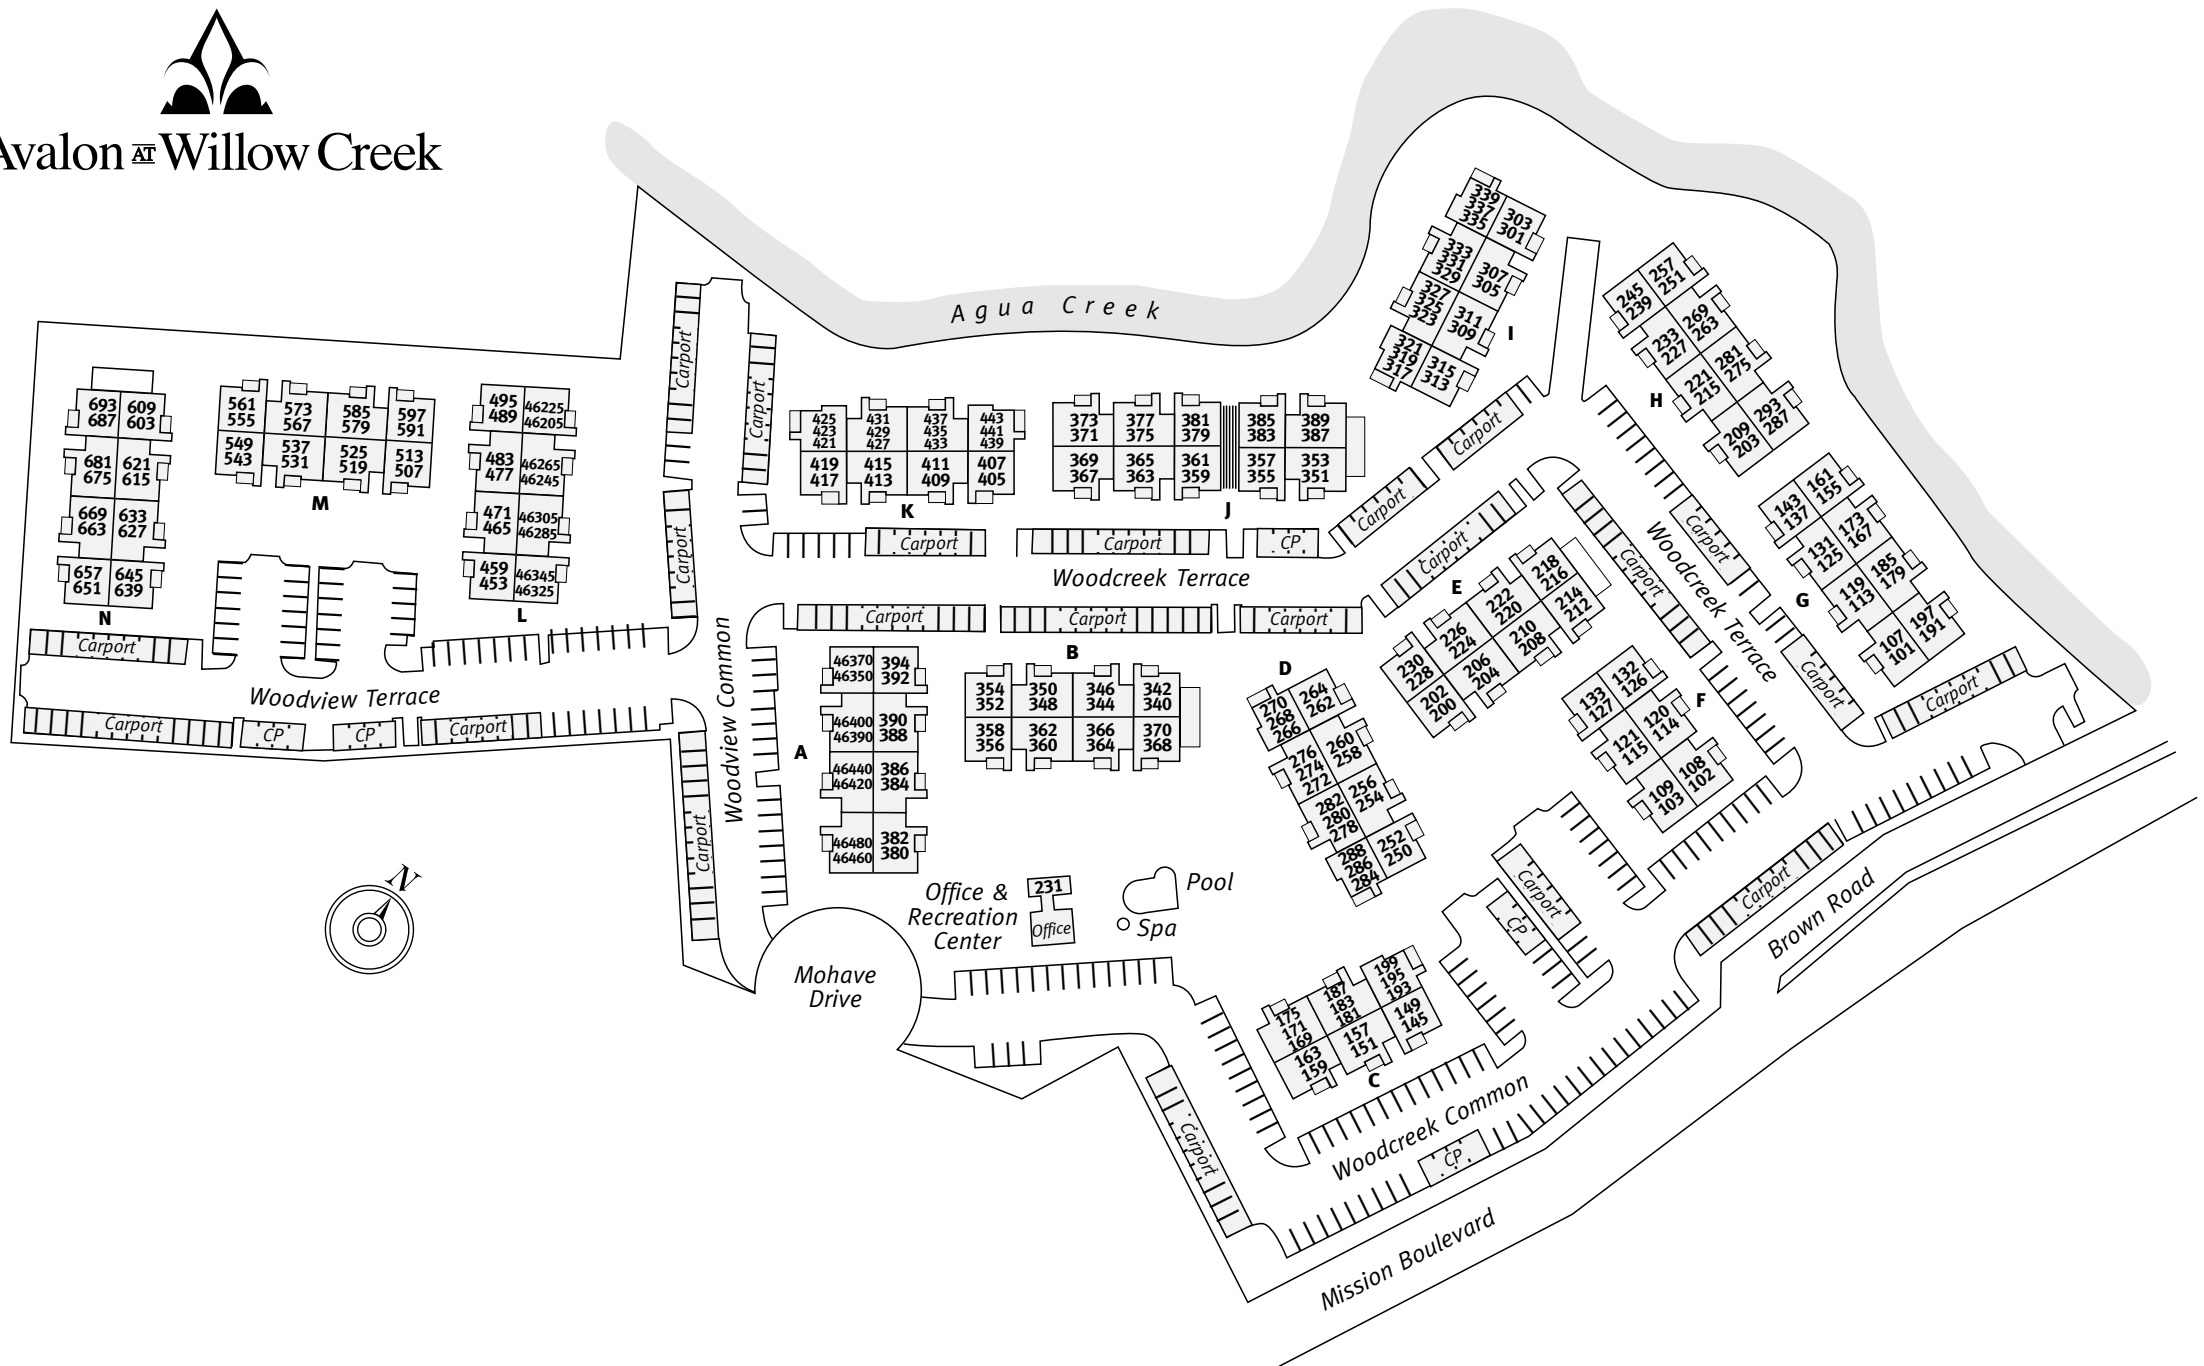 Avalon AT Willow Creek
Agua Creek
693 609
687 603
681 621
675 615
669 633
663 627
657 645
651 639
N
561 573 585 597
555 567 579 591
549 537 525 513
543 531 519 507
M
495 46225
489 46205
483 46265
477 46245
471 46305
465 46285
459 46345
453 46325
L
Carport
Woodview Terrace
Carport
CP
CP
Carport
Carport
Carport
Carport
Carport
Woodview Common
425 431 437 443
423 429 435 441
421 427 433 439
419 415 411 407
417 413 409 405
K
373 377 381 385 389
371 375 379 383 387
369 365 361 357 353
367 363 359 355 351
J
Carport
Carport
CP
Carport
Carport
Woodcreek Terrace
Carport
Carport
Carport
339
337
335
303
301
333
331
329
307
305
327
325
323
311
309
321
319
317
315
313
I
257
251
245
239
269
263
233
227
281
275
221
215
293
287
209
203
H
161
155
143
137
173
167
131
125
185
179
119
113
197
191
107
101
G
Carport
Woodcreek Terrace
Carport
Carport
Carport
Carport
218
216
222
220
226
224
230
228
214
212
210
208
206
204
202
200
E
132
126
133
127
120
114
121
115
108
102
109
103
F
46370 394
46350 392
46400 390
46390 388
46440 386
46420 384
46480 382
46460 380
A
B
354 350 346 342
352 348 344 340
358 362 366 370
356 360 364 368
D
270
268
266
264
262
276
274
272
260
258
282
280
278
256
254
288
286
284
252
250
N
Office &
Recreation
Center
231
Office
Pool
Spa
Mohave
Drive
175
171
169
187
183
181
199
195
193
163
159
157
151
149
145
C
Carport
CP
Carport
Brown Road
Carport
Woodcreek Common
CP
Mission Boulevard